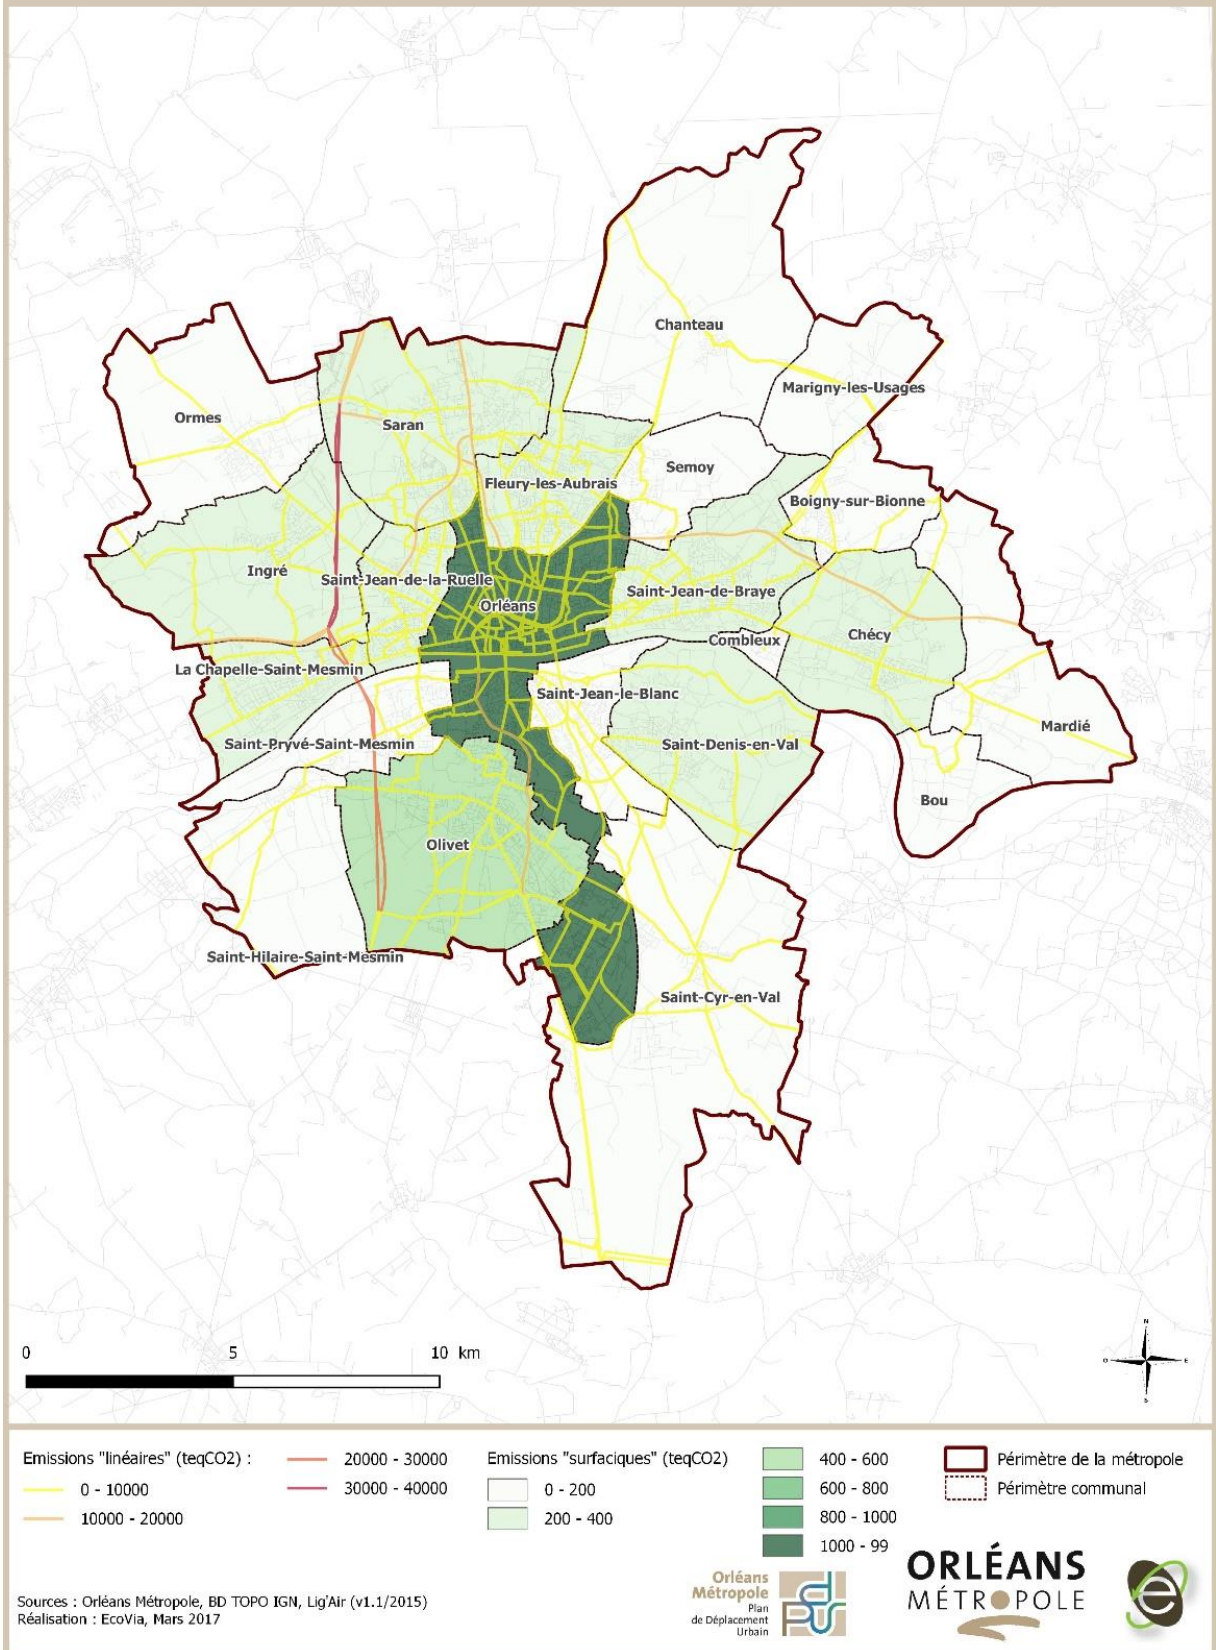 Chanteau
Marigny-les-Usages
Ormes
Saran
Semoy
Fleury-les-Aubrais
Boigny-sur-Bionne
Ingré
Saint-Jean-de-la-Ruelle
Saint-Jean-de-Braye
Orléans
Chécy
Combleux
La Chapelle-Saint-Mesmin
Saint-Jean-le-Blanc
Mardié
Saint-Pryvé-Saint-Mesmin
Saint-Denis-en-Val
Bou
Olivet
Saint-Hilaire-Saint-Mesmin
Saint-Cyr-en-Val
0 5 10 km
N
O E
S
Emissions "linéaires" (teqCO2) :
0 - 10000
10000 - 20000
20000 - 30000
30000 - 40000
Emissions "surfaciques" (teqCO2)
0 - 200
200 - 400
400 - 600
600 - 800
800 - 1000
1000 - 99
Périmètre de la métropole
Périmètre communal
Sources : Orléans Métropole, BD TOPO IGN, Lig'Air (v1.1/2015)
Réalisation : EcoVia, Mars 2017
Orléans
Métropole
Plan
de Déplacement
Urbain
pdu
ORLÉANS
MÉTROPOLE
e